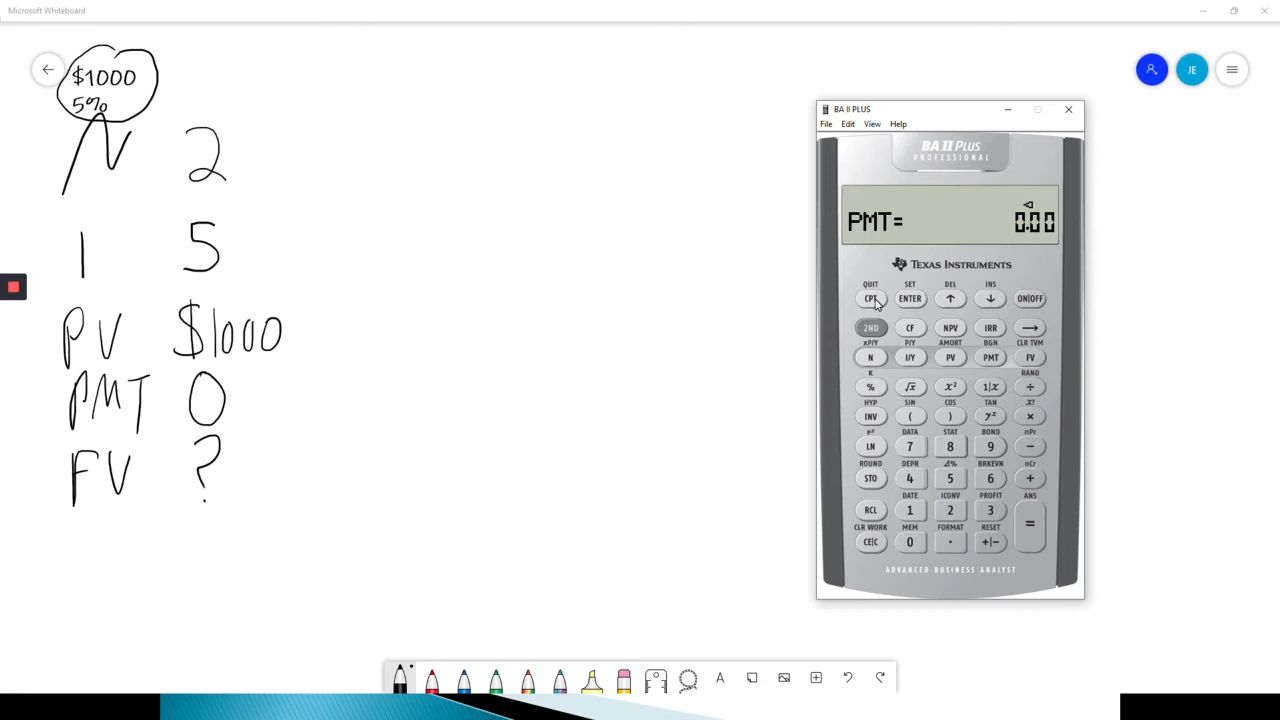 Microsoft Whiteboard
$1000
5%
N 2
I 5
PV $1000
PMT 0
FV ?
JE
BA II PLUS
File Edit View Help
BA II PLUS
PROFESSIONAL
PMT= 0.00
TEXAS INSTRUMENTS
QUIT SET DEL INS
CPT ENTER ↑ ↓ ON|OFF
2ND CF NPV IRR →
xP/Y P/Y AMORT BGN CLR TVM
N I/Y PV PMT FV
K RAND
% √x x² 1/x ÷
HYP SIN COS TAN x!
INV ( ) yˣ ×
eˣ DATA STAT BOND nPr
LN 7 8 9 −
ROUND DEPR Δ% BRKEVN nCr
STO 4 5 6 +
DATE ICONV PROFIT ANS
RCL 1 2 3 =
CLR WORK MEM FORMAT RESET
CE|C 0 . +|−
ADVANCED BUSINESS ANALYST
A